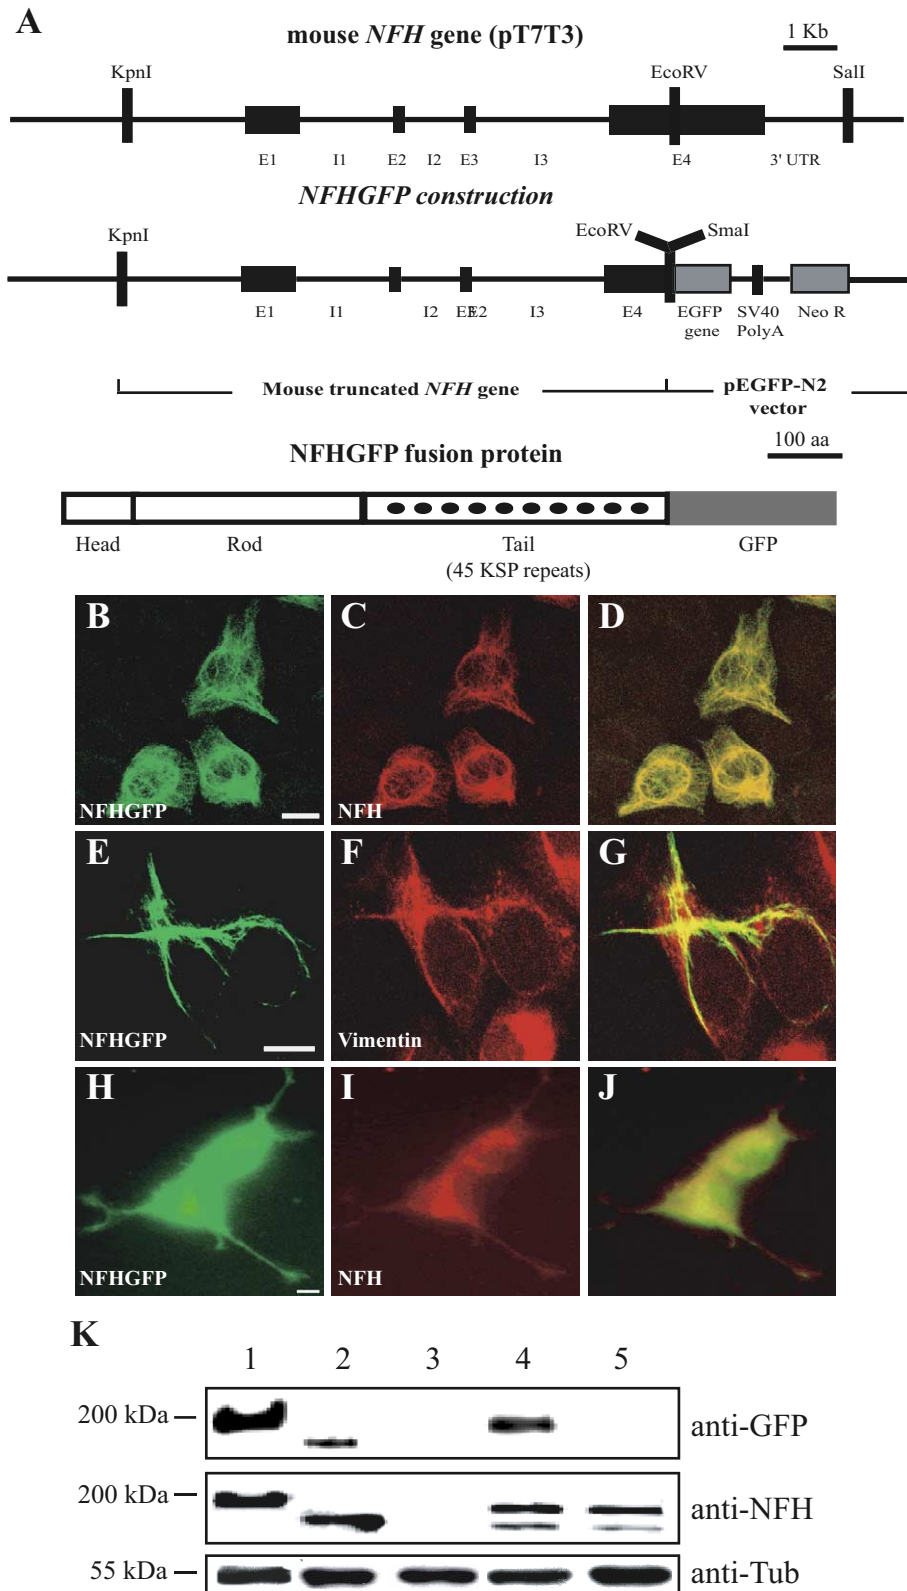 A
mouse NFH gene (pT7T3)
1 Kb
KpnI
EcoRV
SalI
E1 I1 E2 I2 E3 I3 E4 3' UTR
NFHGFP construction
KpnI
EcoRV
SmaI
E1 I1 I2 E3 E2 I3 E4 EGFP gene SV40 PolyA Neo R
Mouse truncated NFH gene
pEGFP-N2
vector
100 aa
NFHGFP fusion protein
Head Rod Tail GFP
(45 KSP repeats)
B
NFHGFP
C
NFH
D
E
NFHGFP
F
Vimentin
G
H
NFHGFP
I
NFH
J
K
1 2 3 4 5
200 kDa
anti-GFP
200 kDa
anti-NFH
55 kDa
anti-Tub